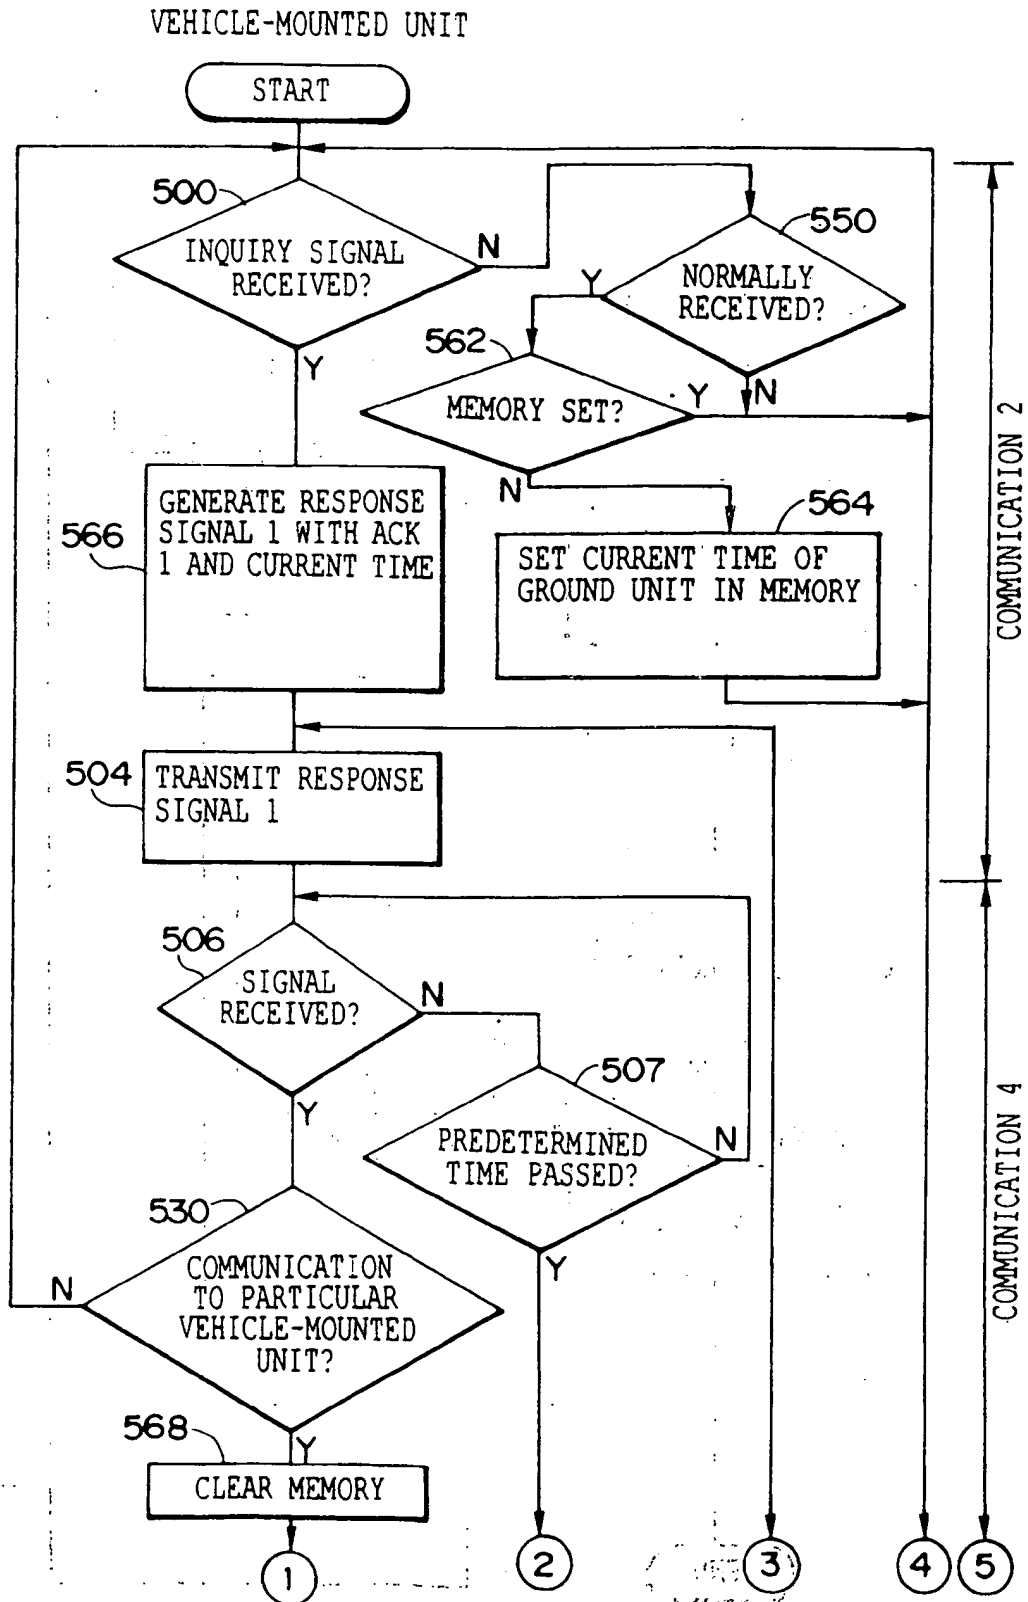 VEHICLE-MOUNTED UNIT
START
500
INQUIRY SIGNAL
RECEIVED?
N
Y
550
NORMALLY
RECEIVED?
Y
N
562
MEMORY SET?
Y
N
566
GENERATE RESPONSE
SIGNAL 1 WITH ACK
1 AND CURRENT TIME
564
SET CURRENT TIME OF
GROUND UNIT IN MEMORY
COMMUNICATION 2
504
TRANSMIT RESPONSE
SIGNAL 1
506
SIGNAL
RECEIVED?
N
Y
507
PREDETERMINED
TIME PASSED?
N
Y
530
COMMUNICATION
TO PARTICULAR
VEHICLE-MOUNTED
UNIT?
N
Y
COMMUNICATION 4
568
CLEAR MEMORY
1
2
3
4
5